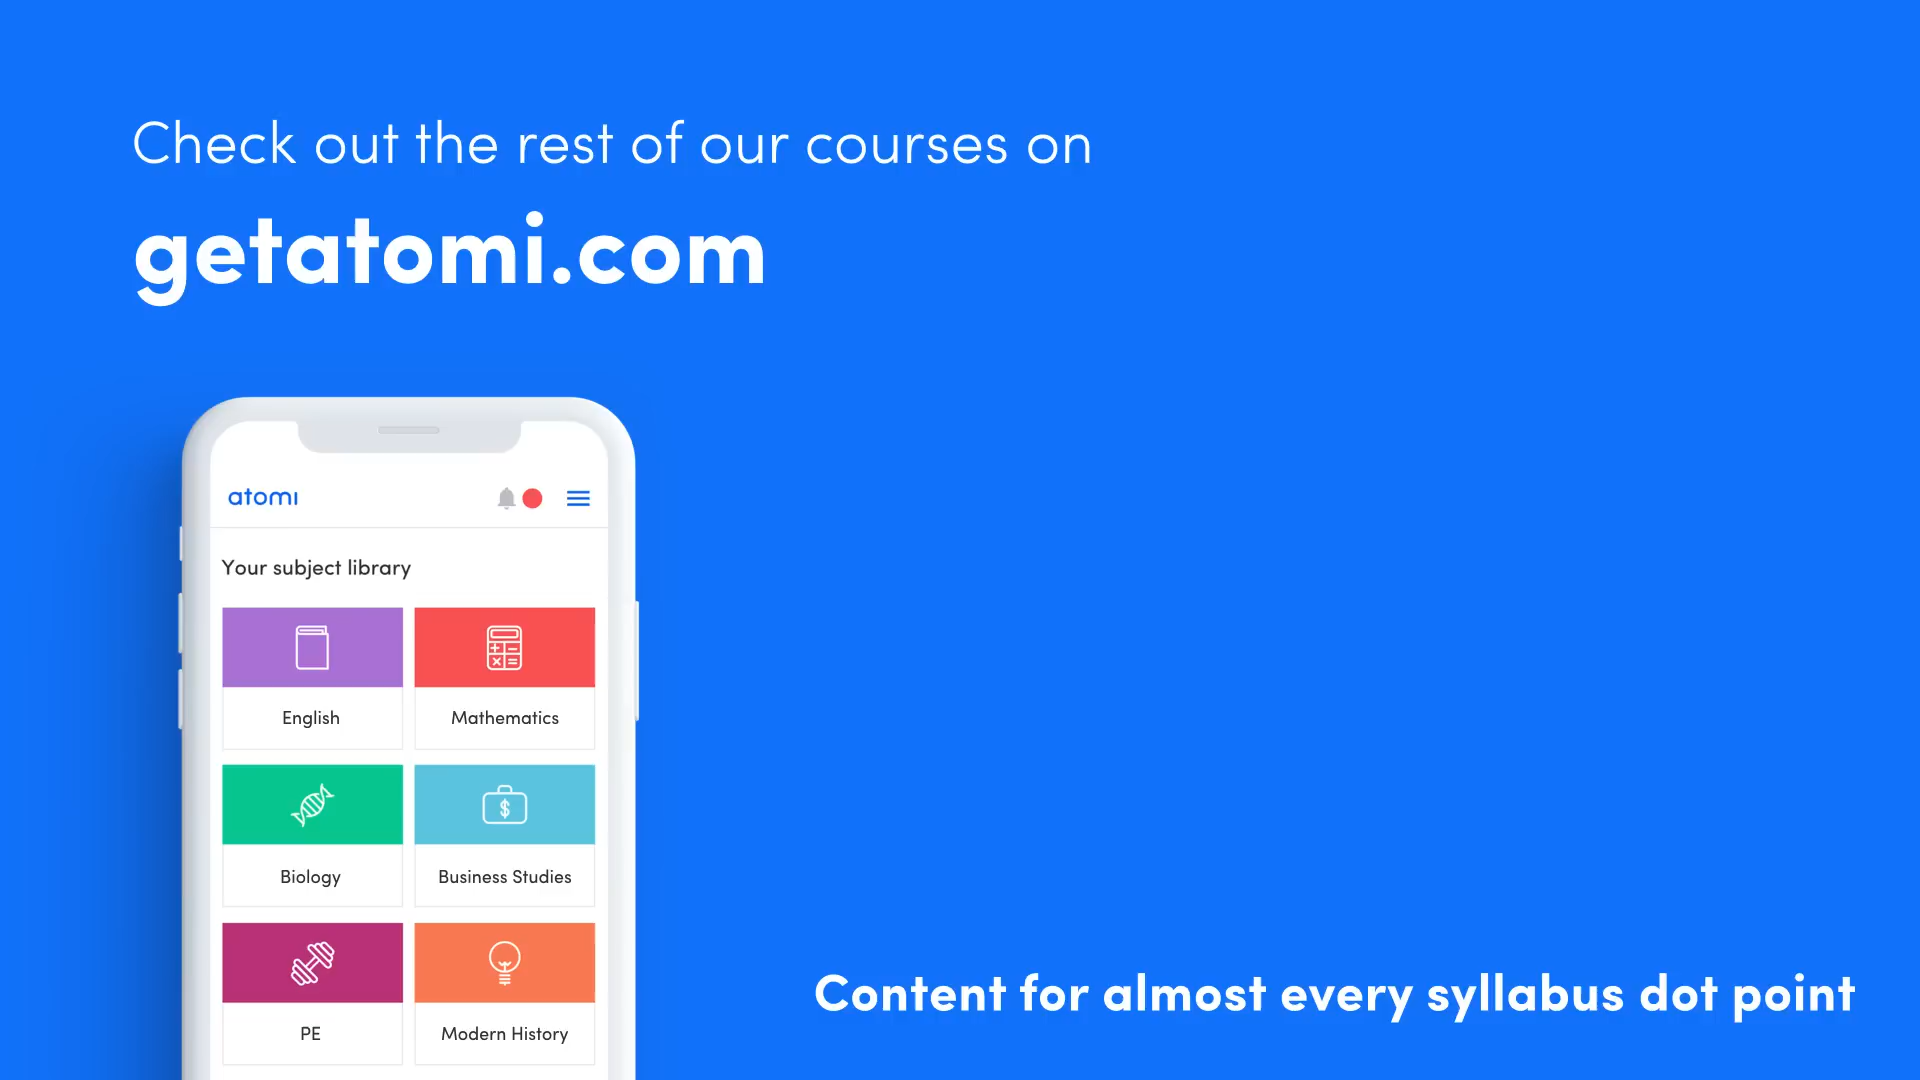 Check out the rest of our courses on
getatomi.com
atomi
Your subject library
English
Mathematics
Biology
Business Studies
PE
Modern History
Content for almost every syllabus dot point